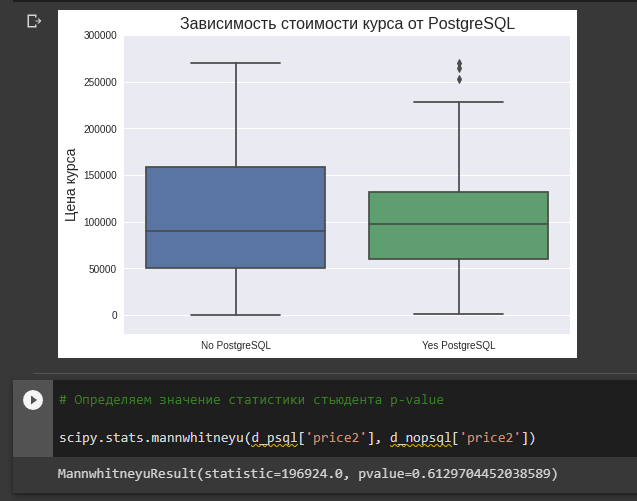 Зависимость стоимости курса от PostgreSQL
300000
250000
200000
150000
100000
50000
0
Цена курса
No PostgreSQL Yes PostgreSQL
# Определяем значение статистики стьюдента p-value
scipy.stats.mannwhitneyu(d_psql['price2'], d_nopsql['price2'])
MannwhitneyuResult(statistic=196924.0, pvalue=0.6129704452038589)